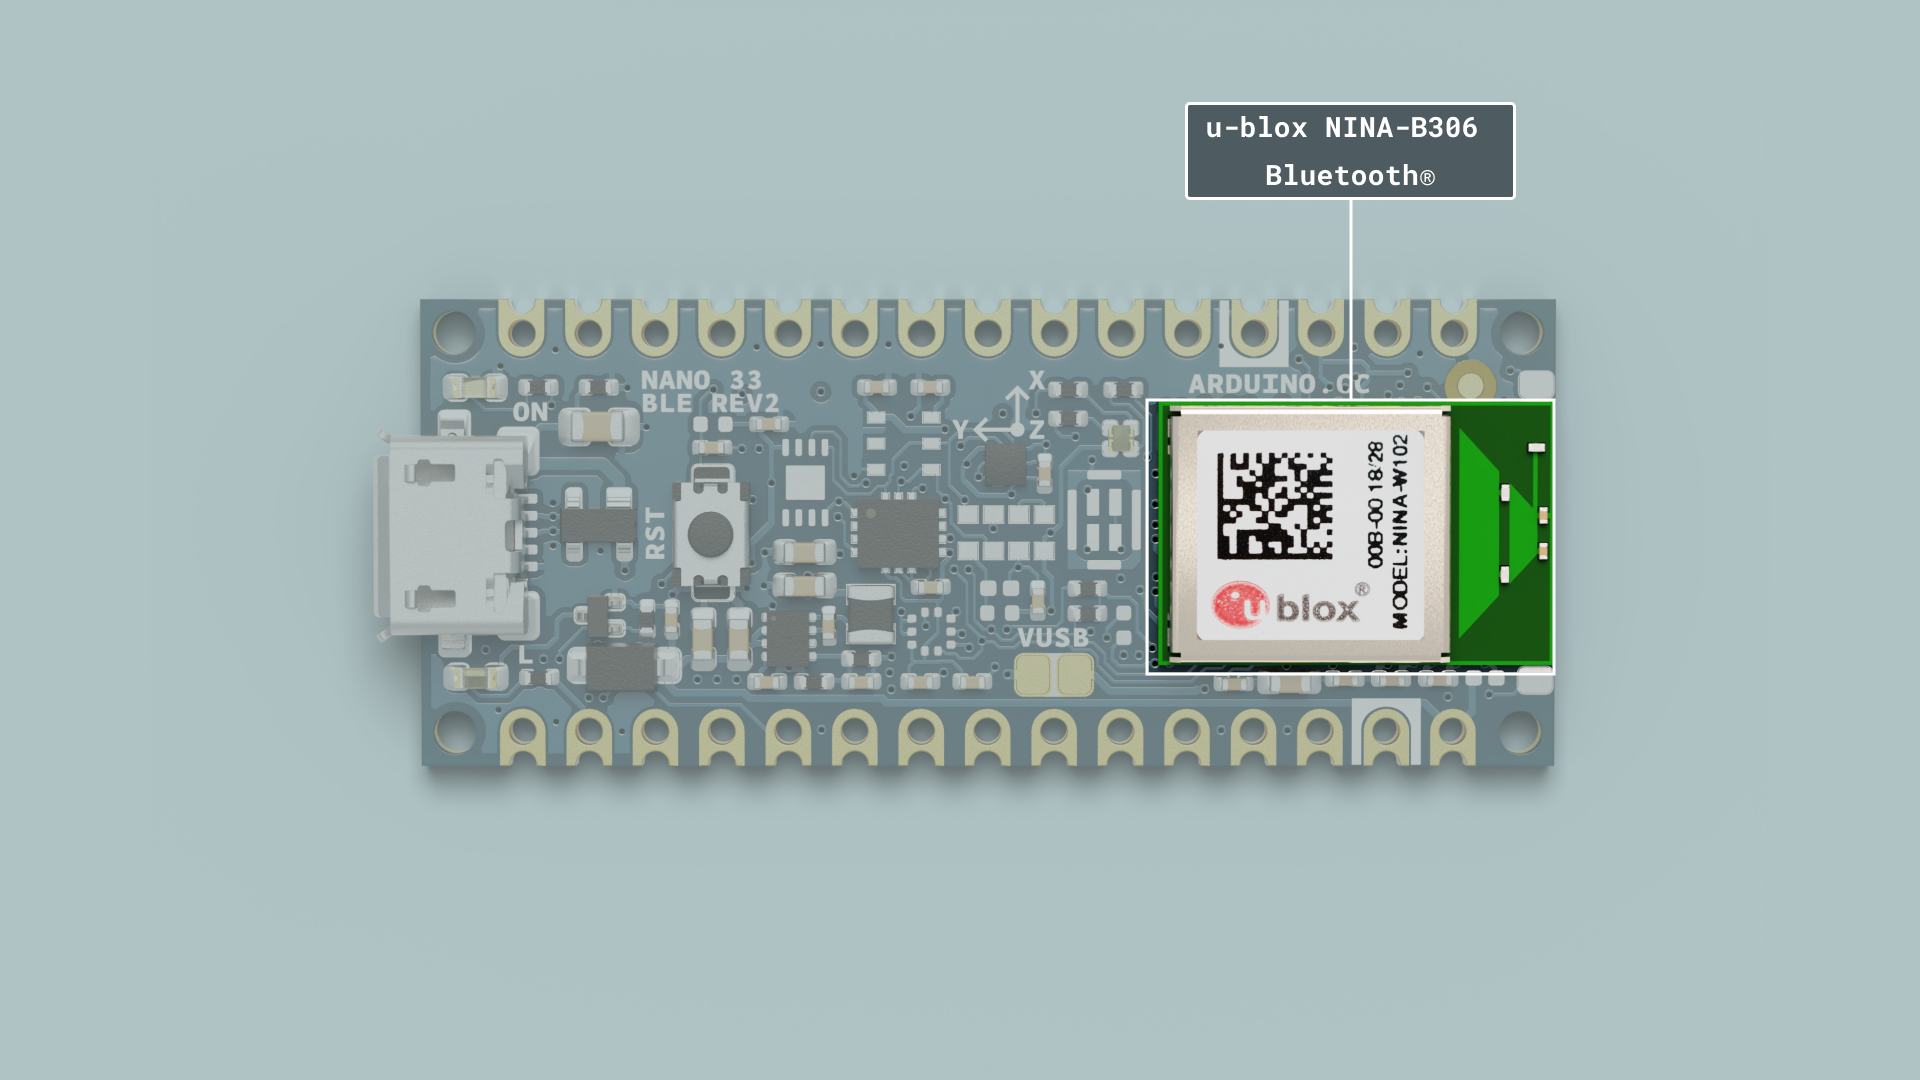 u-blox NINA-B306
Bluetooth®
NANO 33
BLE REV2
X
Y
Z
ARDUINO.CC
ON
RST
L
VUSB
u blox®
00B-00 18/28
MODEL:NINA-W102